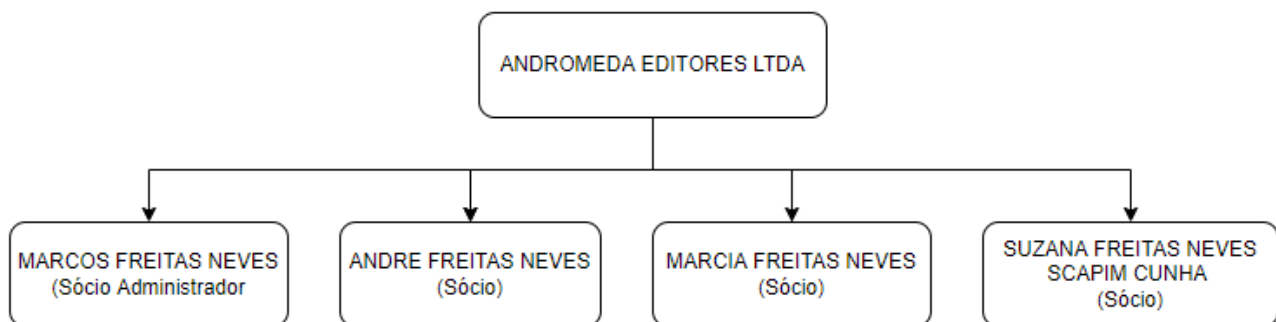 ANDROMEDA EDITORES LTDA
MARCOS FREITAS NEVES
(Sócio Administrador
ANDRE FREITAS NEVES
(Sócio)
MARCIA FREITAS NEVES
(Sócio)
SUZANA FREITAS NEVES
SCAPIM CUNHA
(Sócio)